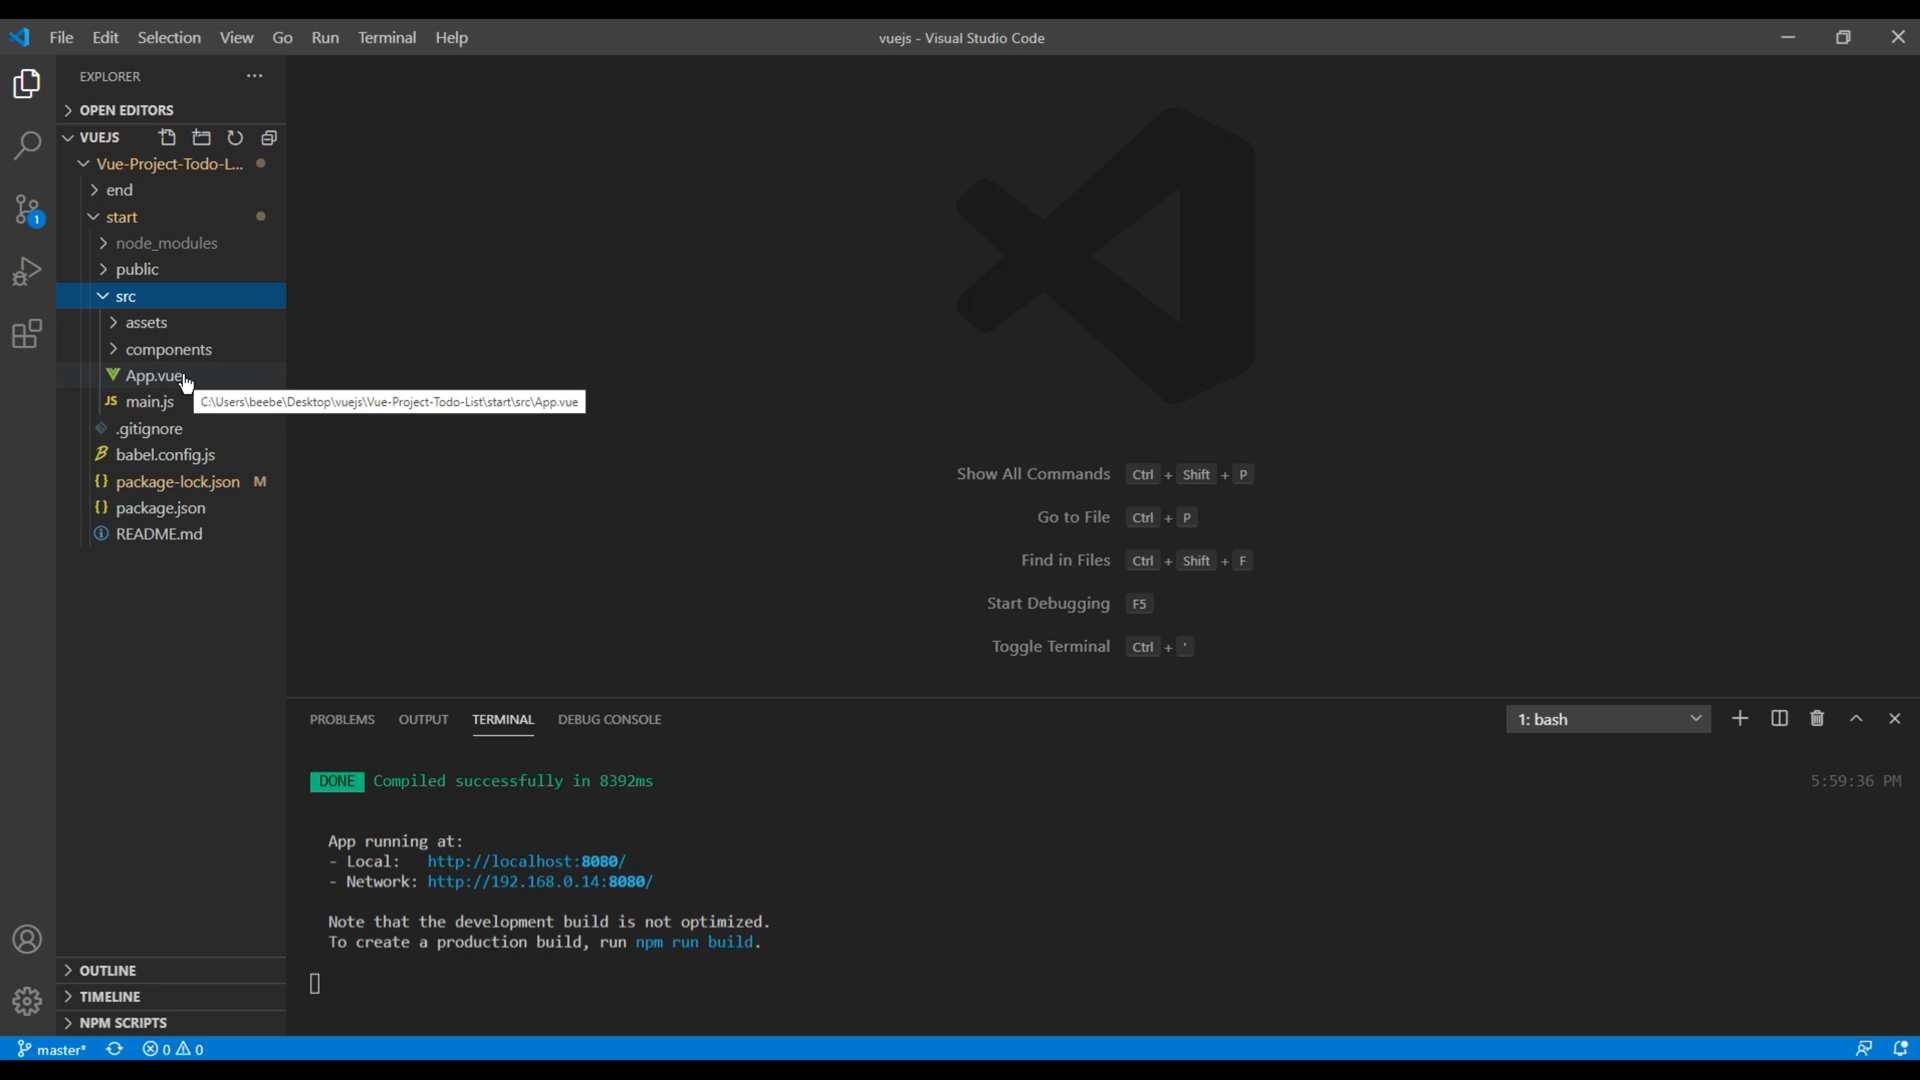 File Edit Selection View Go Run Terminal Help
vuejs - Visual Studio Code
EXPLORER
OPEN EDITORS
VUEJS
Vue-Project-Todo-L...
end
start
node_modules
public
src
assets
components
App.vue
C:\Users\beebe\Desktop\vuejs\Vue-Project-Todo-List\start\src\App.vue
JS main.js
.gitignore
babel.config.js
{} package-lock.json M
{} package.json
README.md
1
Show All Commands Ctrl + Shift + P
Go to File Ctrl + P
Find in Files Ctrl + Shift + F
Start Debugging F5
Toggle Terminal Ctrl + '
PROBLEMS OUTPUT TERMINAL DEBUG CONSOLE
1: bash
DONE Compiled successfully in 8392ms 5:59:36 PM
App running at:
- Local: http://localhost:8080/
- Network: http://192.168.0.14:8080/
Note that the development build is not optimized.
To create a production build, run npm run build.
OUTLINE
TIMELINE
NPM SCRIPTS
master* 0 0